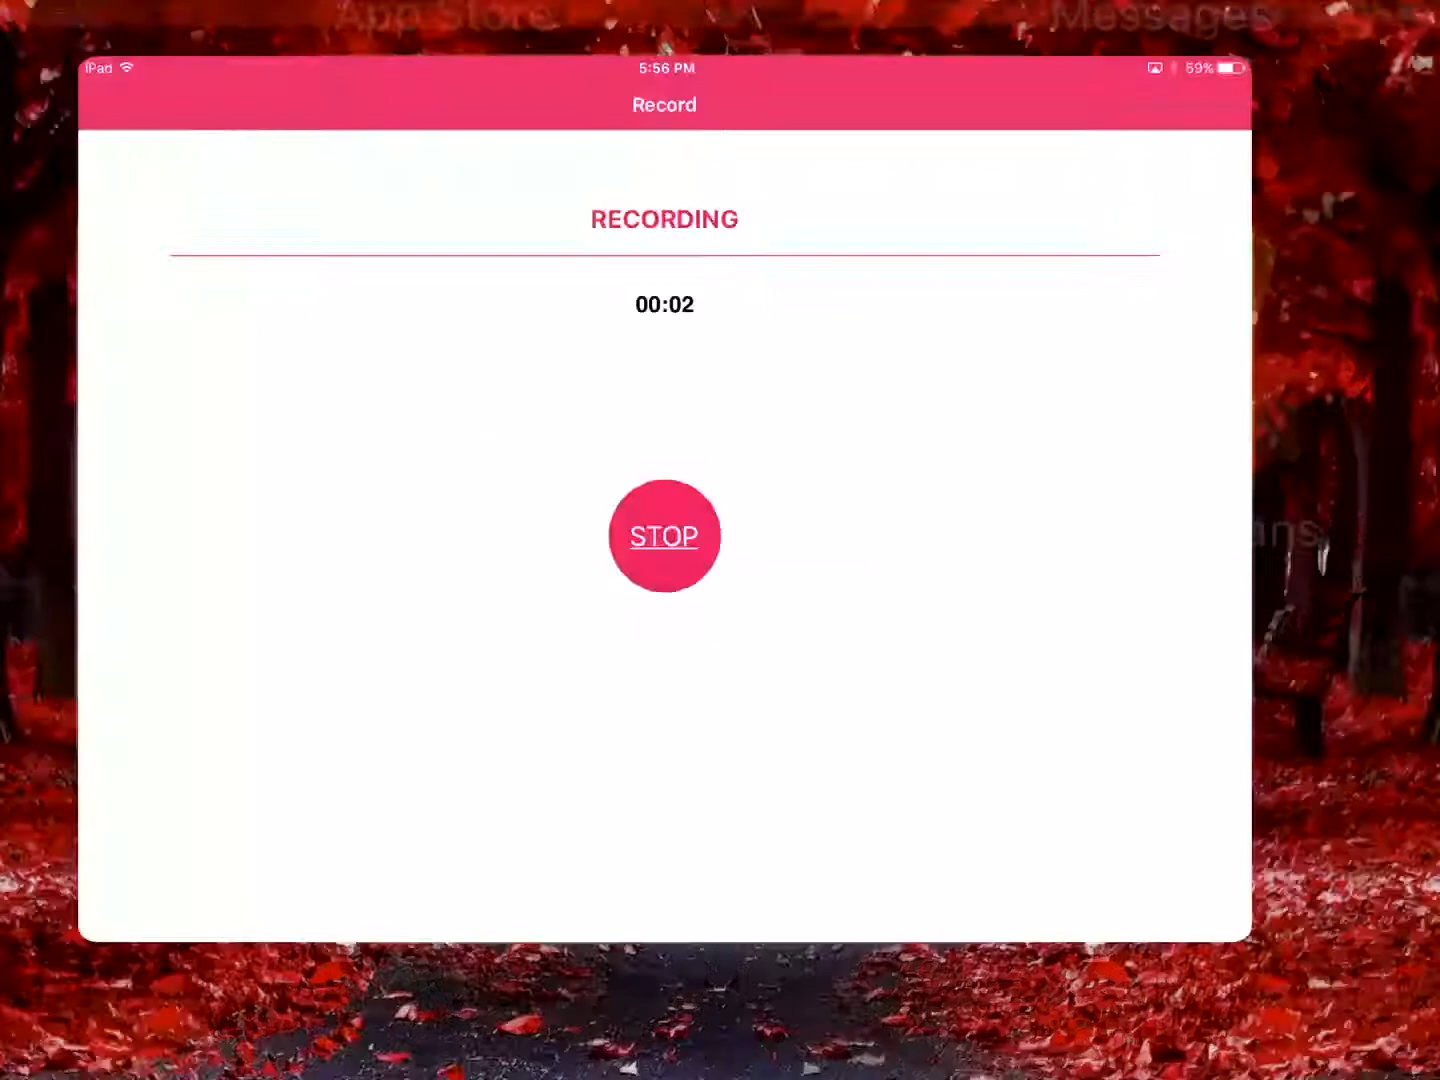 App Store
Messages
iPad
5:56 PM
59%
Record
RECORDING
00:02
STOP